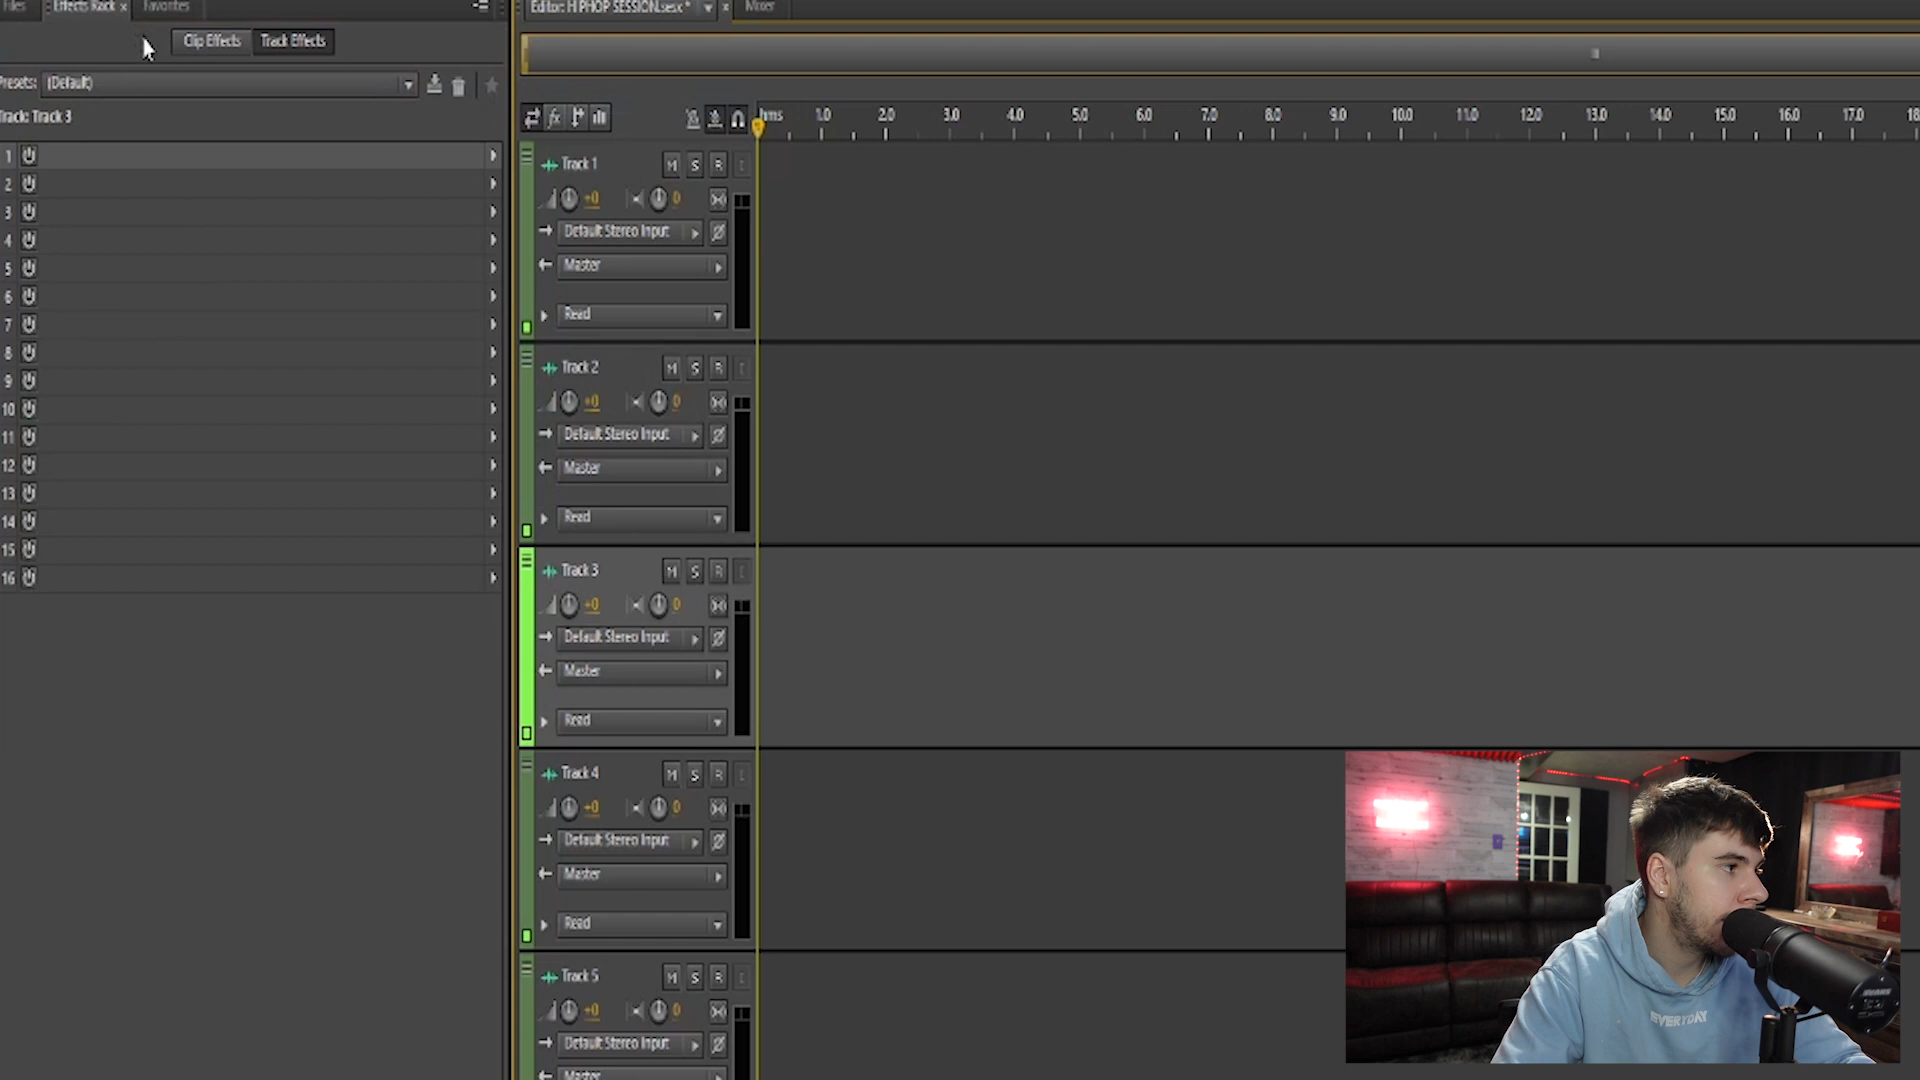 Files Effects Rack × Favorites
Clip Effects Track Effects
Presets: (Default)
Track: Track 3
1
2
3
4
5
6
7
8
9
10
11
12
13
14
15
16
Editor: HIPHOP SESSION.sesx * × Mixer
fx
hms 1.0 2.0 3.0 4.0 5.0 6.0 7.0 8.0 9.0 10.0 11.0 12.0 13.0 14.0 15.0 16.0 17.0 18
Track 1 M S R I
+0 0
Default Stereo Input
Master
Read
Track 2 M S R I
+0 0
Default Stereo Input
Master
Read
Track 3 M S R I
+0 0
Default Stereo Input
Master
Read
Track 4 M S R I
+0 0
Default Stereo Input
Master
Read
Track 5 M S R I
+0 0
Default Stereo Input
Master
EVERYDAY